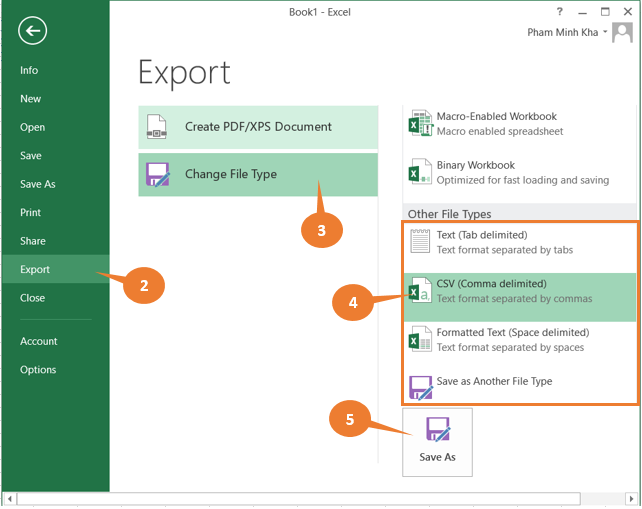 Book1 - Excel
?
Pham Minh Kha
Info
New
Open
Save
Save As
Print
Share
Export
Close
Account
Options
Export
Create PDF/XPS Document
Change File Type
Macro-Enabled Workbook
Macro enabled spreadsheet
Binary Workbook
Optimized for fast loading and saving
Other File Types
Text (Tab delimited)
Text format separated by tabs
CSV (Comma delimited)
Text format separated by commas
Formatted Text (Space delimited)
Text format separated by spaces
Save as Another File Type
Save As
2
3
4
5